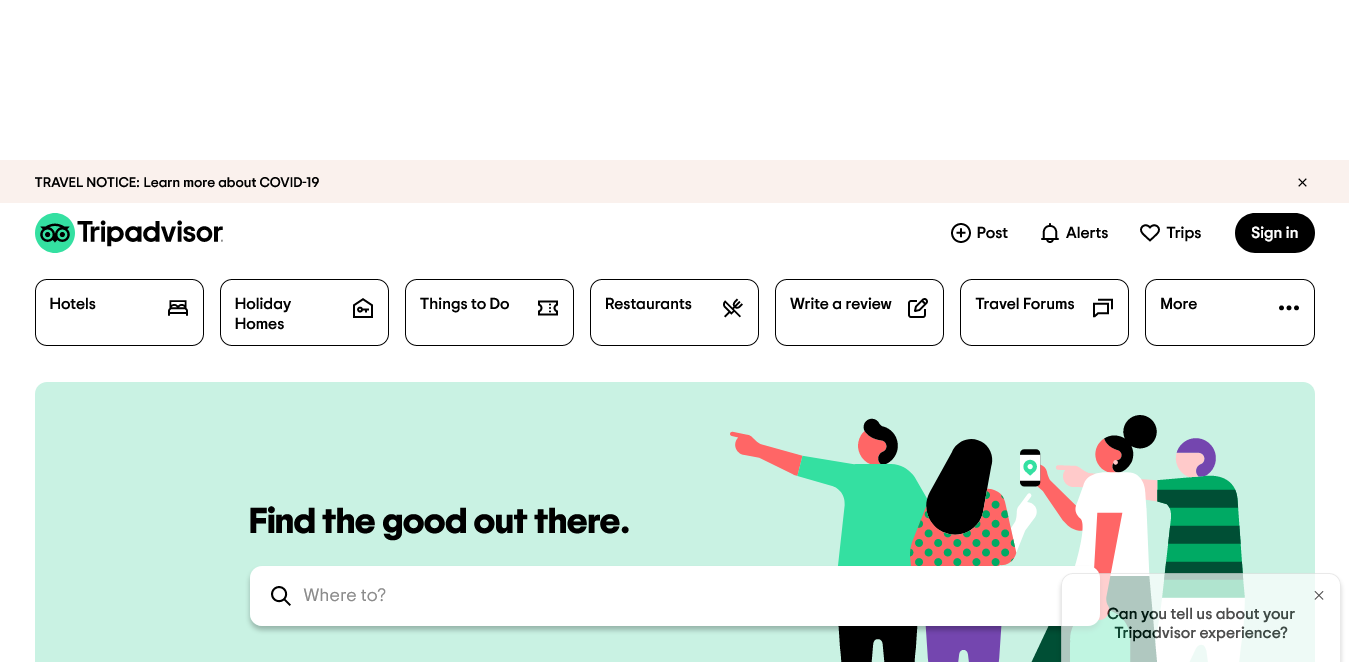 TRAVEL NOTICE: Learn more about COVID-19
Tripadvisor
Post
Alerts
Trips
Sign in
Hotels
Holiday
Homes
Things to Do
Restaurants
Write a review
Travel Forums
More
Find the good out there.
Where to?
Can you tell us about your
Tripadvisor experience?